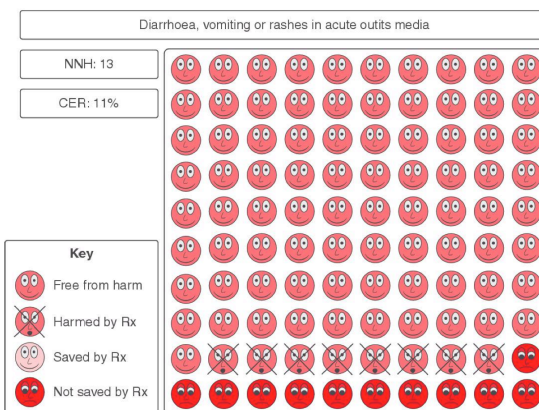 Diarrhoea, vomiting or rashes in acute outits media
NNH: 13
CER: 11%
Key
Free from harm
Harmed by Rx
Saved by Rx
Not saved by Rx